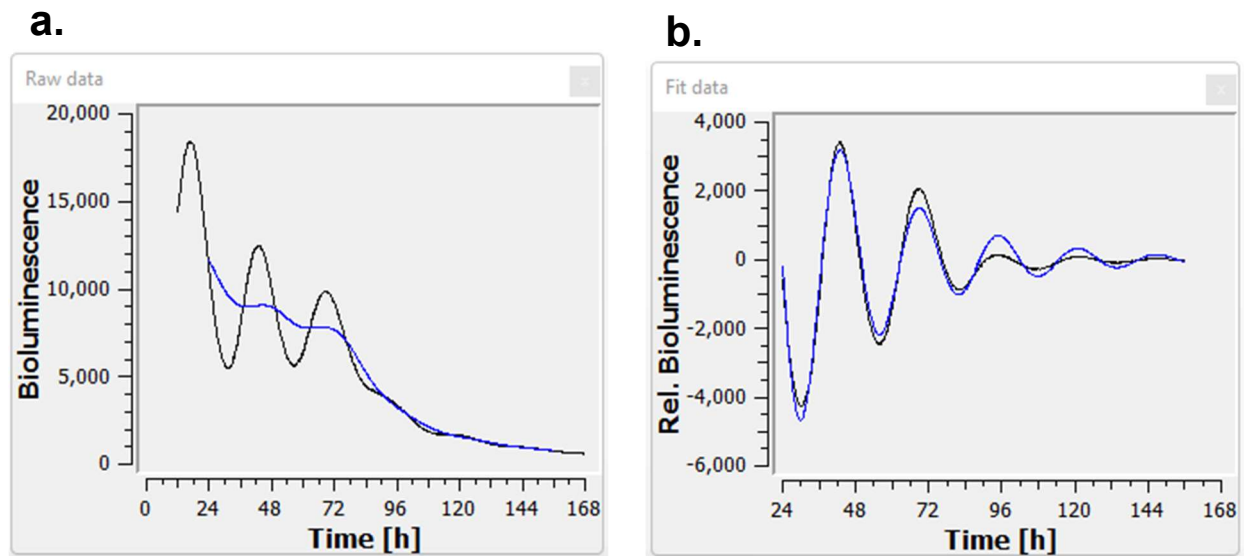 a.
Raw data
x
Bioluminescence
20,000
15,000
10,000
5,000
0
0 24 48 72 96 120 144 168
Time [h]
b.
Fit data
x
Rel. Bioluminescence
4,000
2,000
0
-2,000
-4,000
-6,000
24 48 72 96 120 144 168
Time [h]